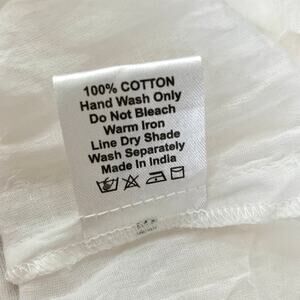 100% COTTON
Hand Wash Only
Do Not Bleach
Warm Iron
Line Dry Shade
Wash Separately
Made In India